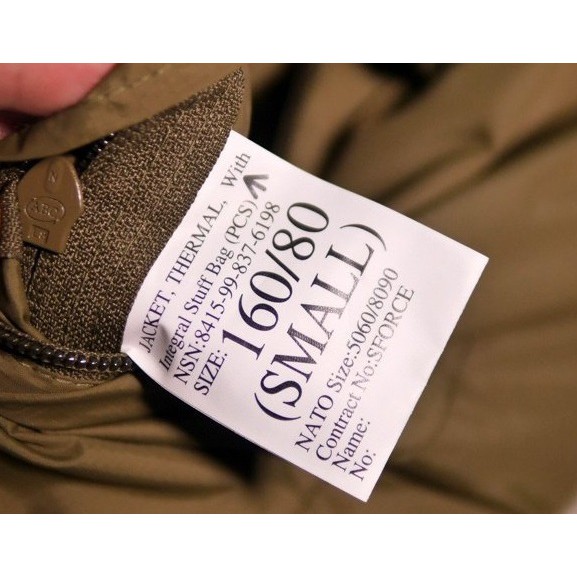 JACKET, THERMAL, With
Integral Stuff Bag (PCS)
NSN:8415-99-837-6198
SIZE: 160/80
(SMALL)
NATO Size:5060/8090
Contract No:SFORCE
Name:
No: